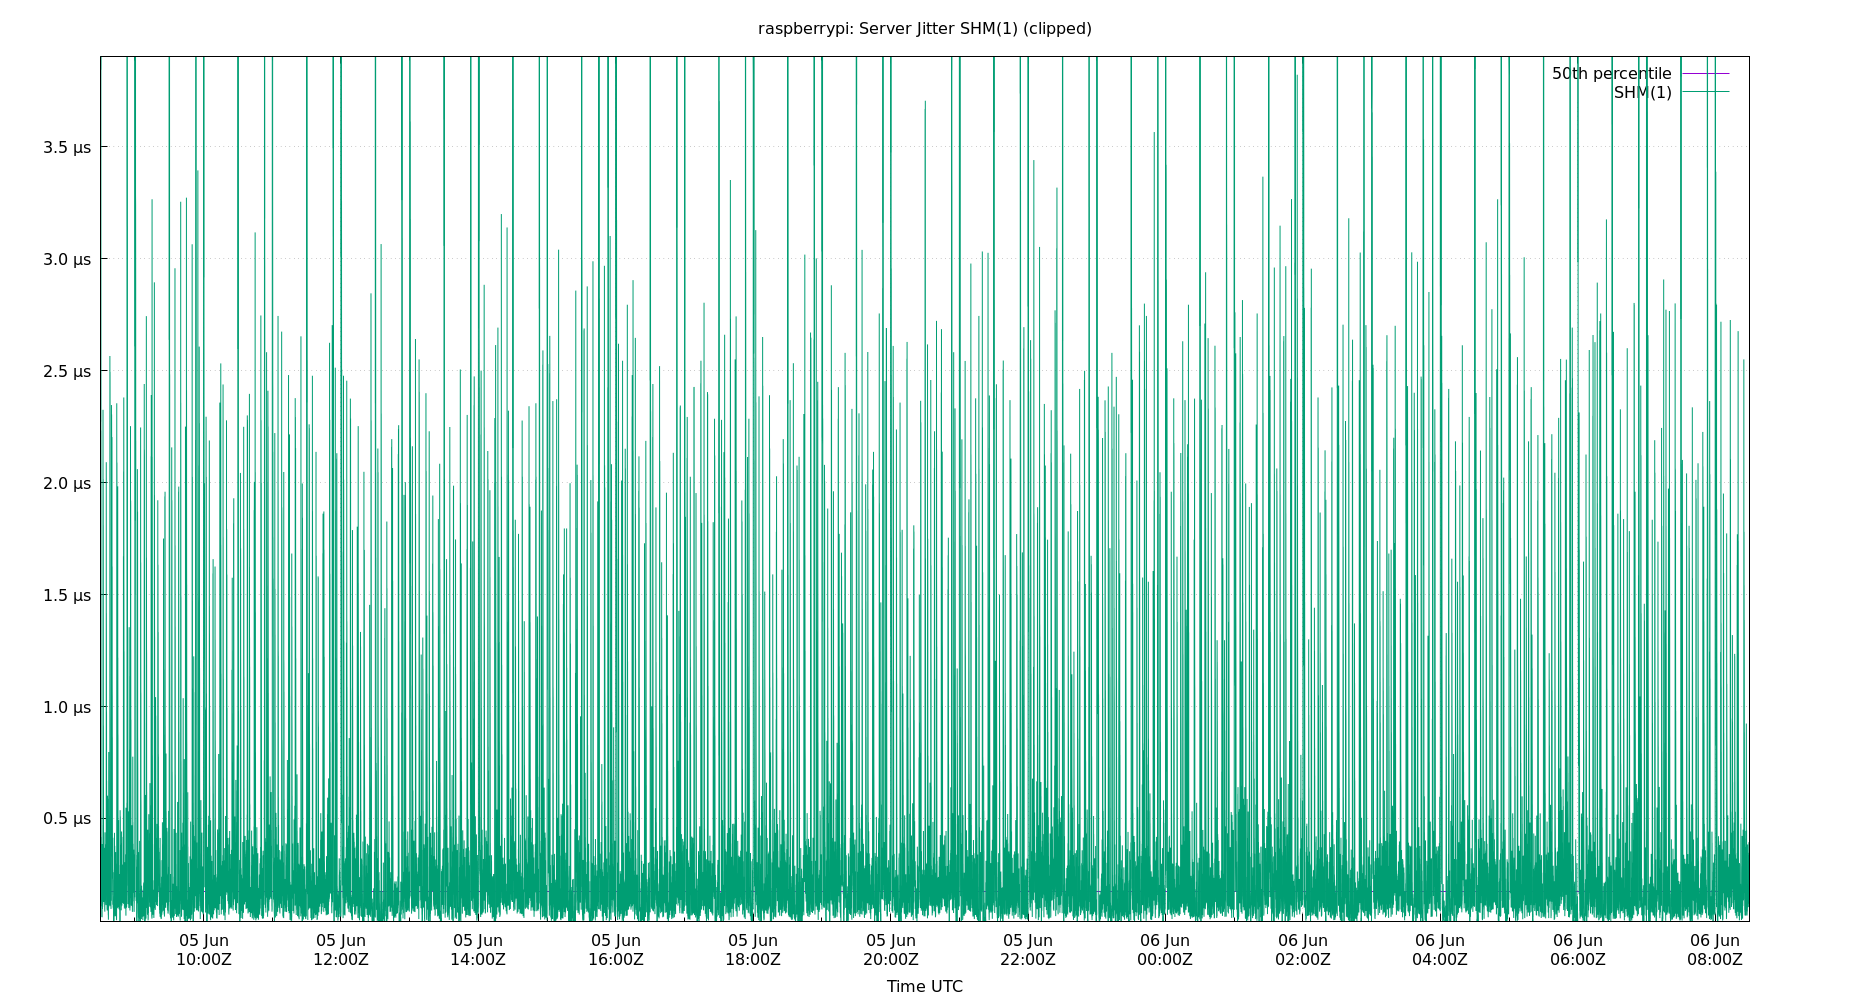 raspberrypi: Server Jitter SHM(1) (clipped)
50th percentile
SHM(1)
3.5 µs
3.0 µs
2.5 µs
2.0 µs
1.5 µs
1.0 µs
0.5 µs
05 Jun 05 Jun 05 Jun 05 Jun 05 Jun 05 Jun 05 Jun 06 Jun 06 Jun 06 Jun 06 Jun 06 Jun
10:00Z 12:00Z 14:00Z 16:00Z 18:00Z 20:00Z 22:00Z 00:00Z 02:00Z 04:00Z 06:00Z 08:00Z
Time UTC